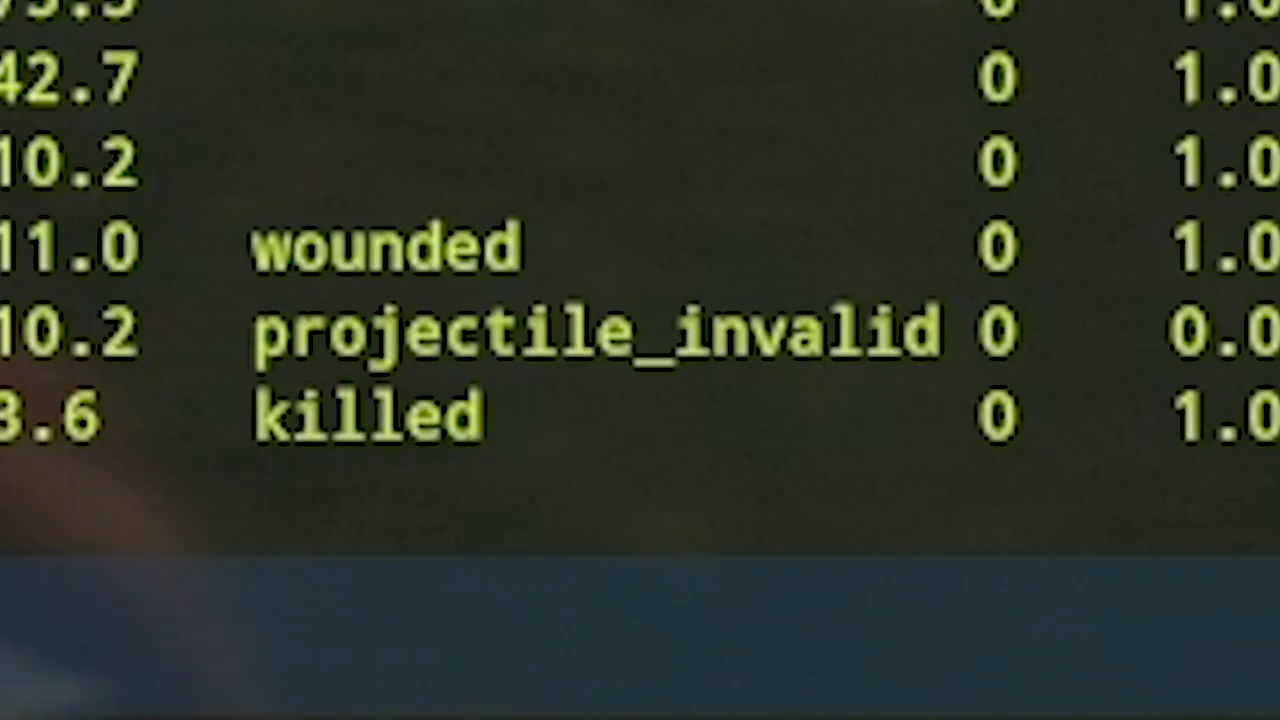 42.7 0 1.0
10.2 0 1.0
11.0 wounded 0 1.0
10.2 projectile_invalid 0 0.0
3.6 killed 0 1.0